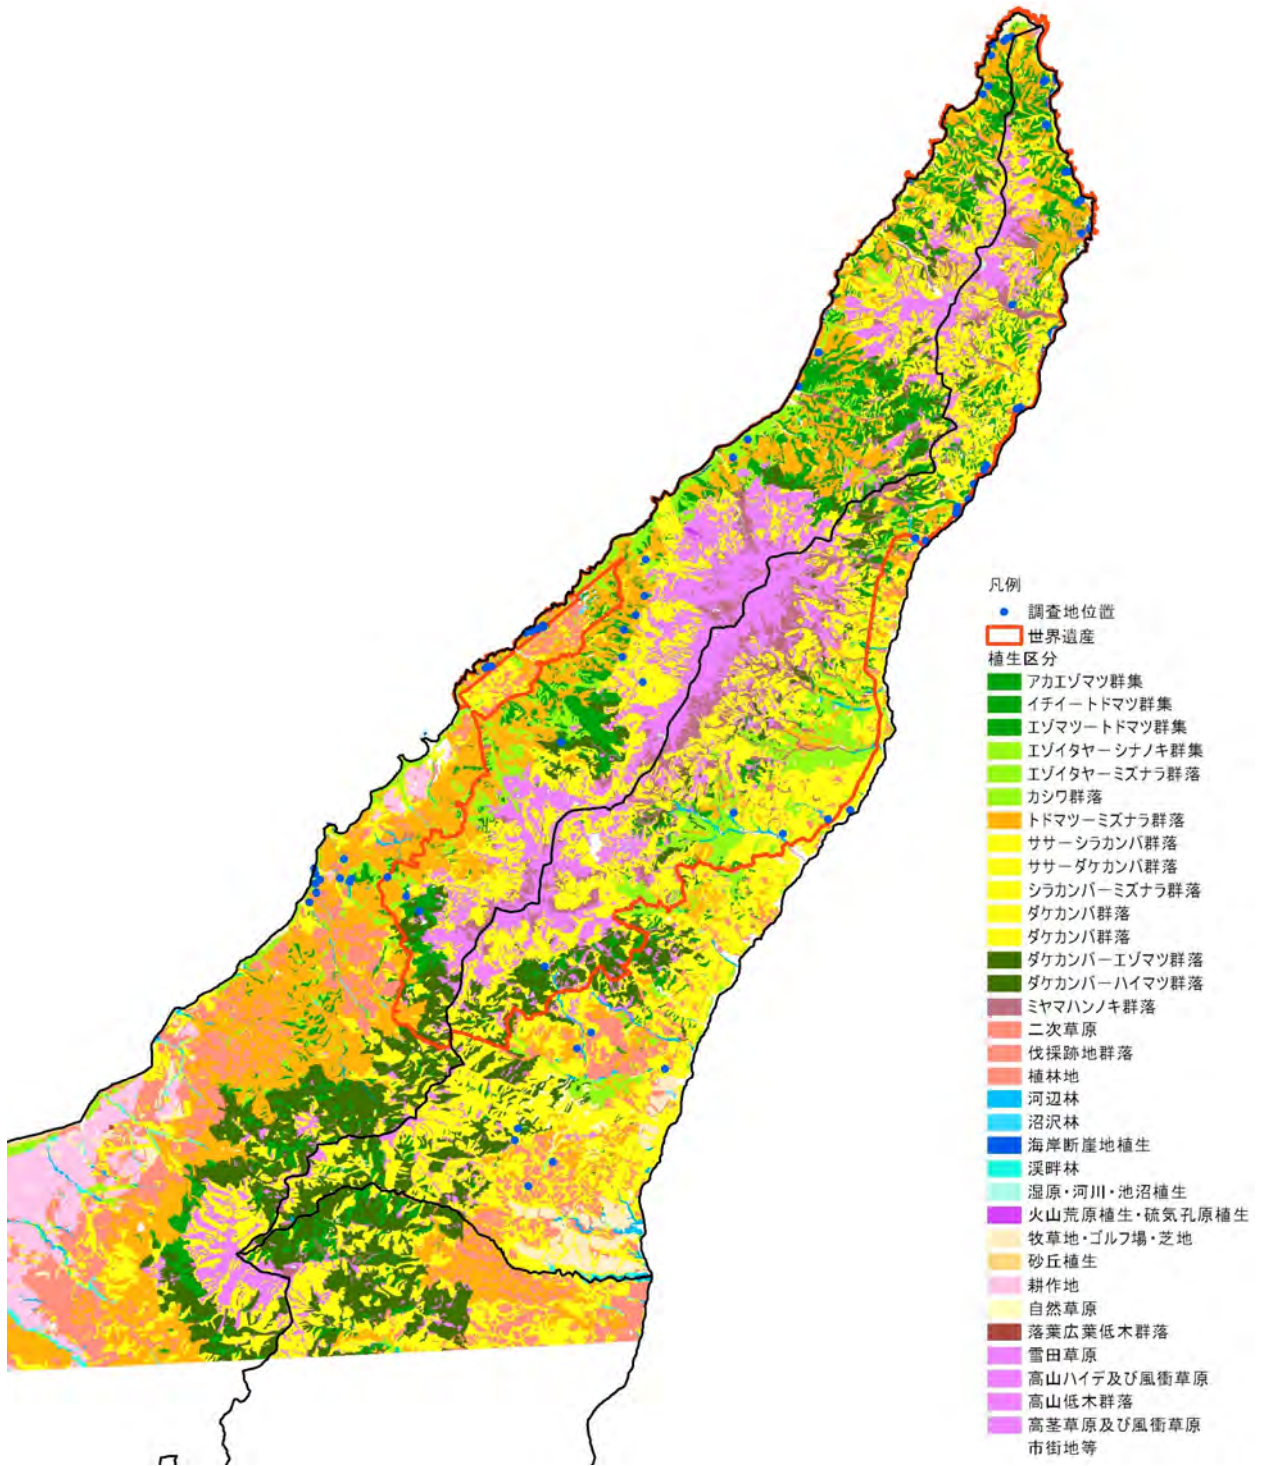 凡例
調査地位置
世界遺産
植生区分
アカエゾマツ群集
イチイートドマツ群集
エゾマツートドマツ群集
エゾイタヤーシナノキ群集
エゾイタヤーミズナラ群落
カシワ群落
トドマツーミズナラ群落
ササーシラカンバ群落
ササーダケカンバ群落
シラカンバーミズナラ群落
ダケカンバ群落
ダケカンバ群落
ダケカンバーエゾマツ群落
ダケカンバーハイマツ群落
ミヤマハンノキ群落
二次草原
伐採跡地群落
植林地
河辺林
沼沢林
海岸断崖地植生
渓畔林
湿原・河川・池沼植生
火山荒原植生・硫気孔原植生
牧草地・ゴルフ場・芝地
砂丘植生
耕作地
自然草原
落葉広葉低木群落
雪田草原
高山ハイデ及び風衝草原
高山低木群落
高茎草原及び風衝草原
市街地等